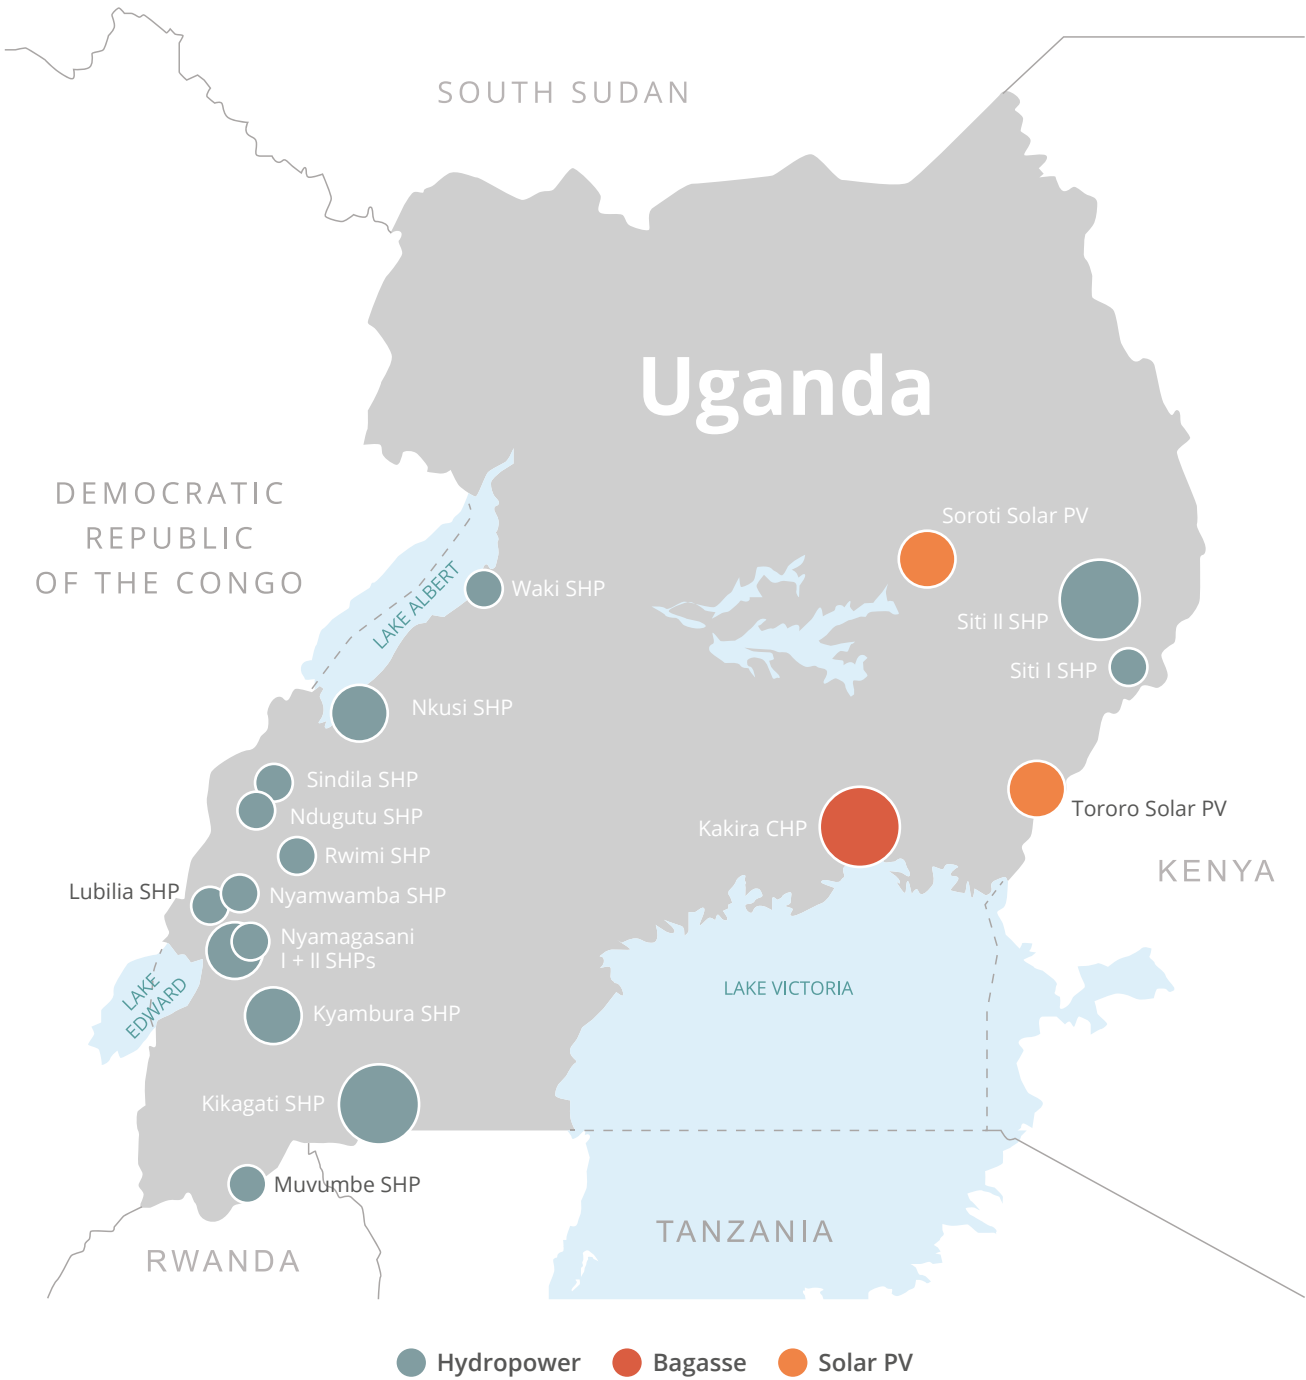 SOUTH SUDAN
Uganda
DEMOCRATIC
REPUBLIC
OF THE CONGO
Soroti Solar PV
LAKE ALBERT
Waki SHP
Siti II SHP
Siti I SHP
Nkusi SHP
Sindila SHP
Ndugutu SHP
Tororo Solar PV
Kakira CHP
Rwimi SHP
KENYA
Lubilia SHP
Nyamwamba SHP
Nyamagasani
I + II SHPs
LAKE
EDWARD
LAKE VICTORIA
Kyambura SHP
Kikagati SHP
Muvumbe SHP
TANZANIA
RWANDA
Hydropower
Bagasse
Solar PV